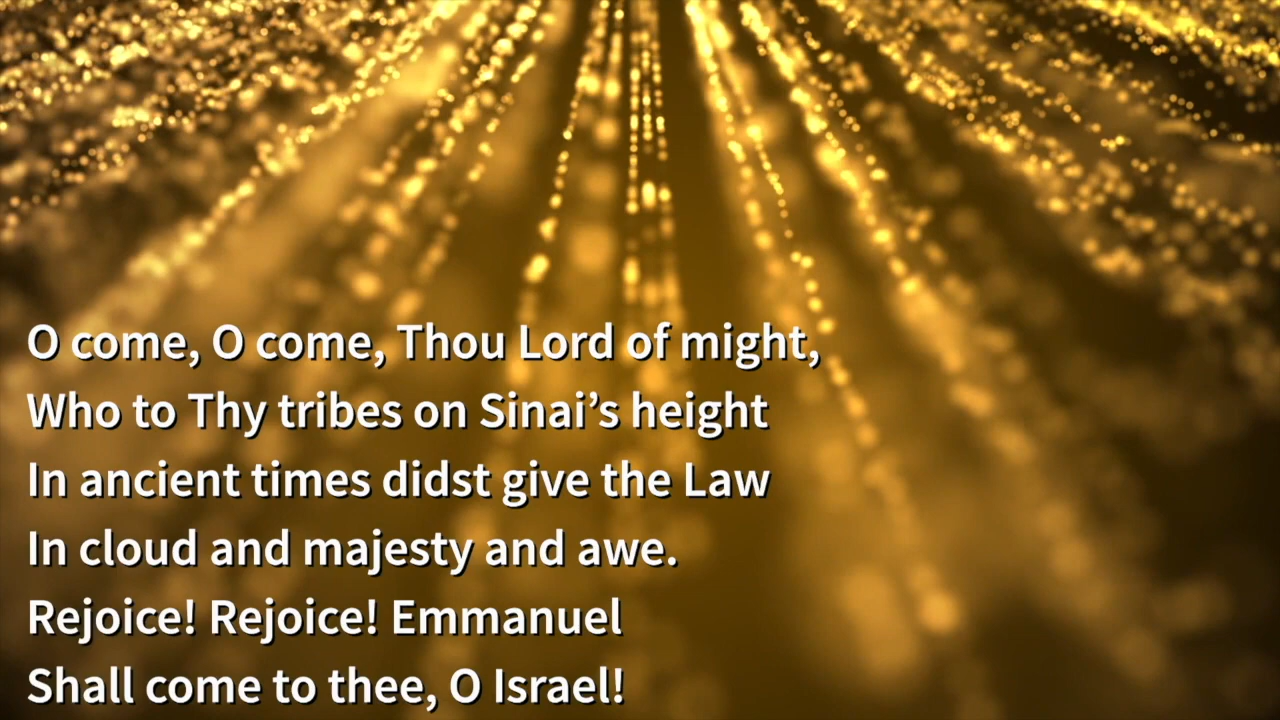 O come, O come, Thou Lord of might,
Who to Thy tribes on Sinai’s height
In ancient times didst give the Law
In cloud and majesty and awe.
Rejoice! Rejoice! Emmanuel
Shall come to thee, O Israel!